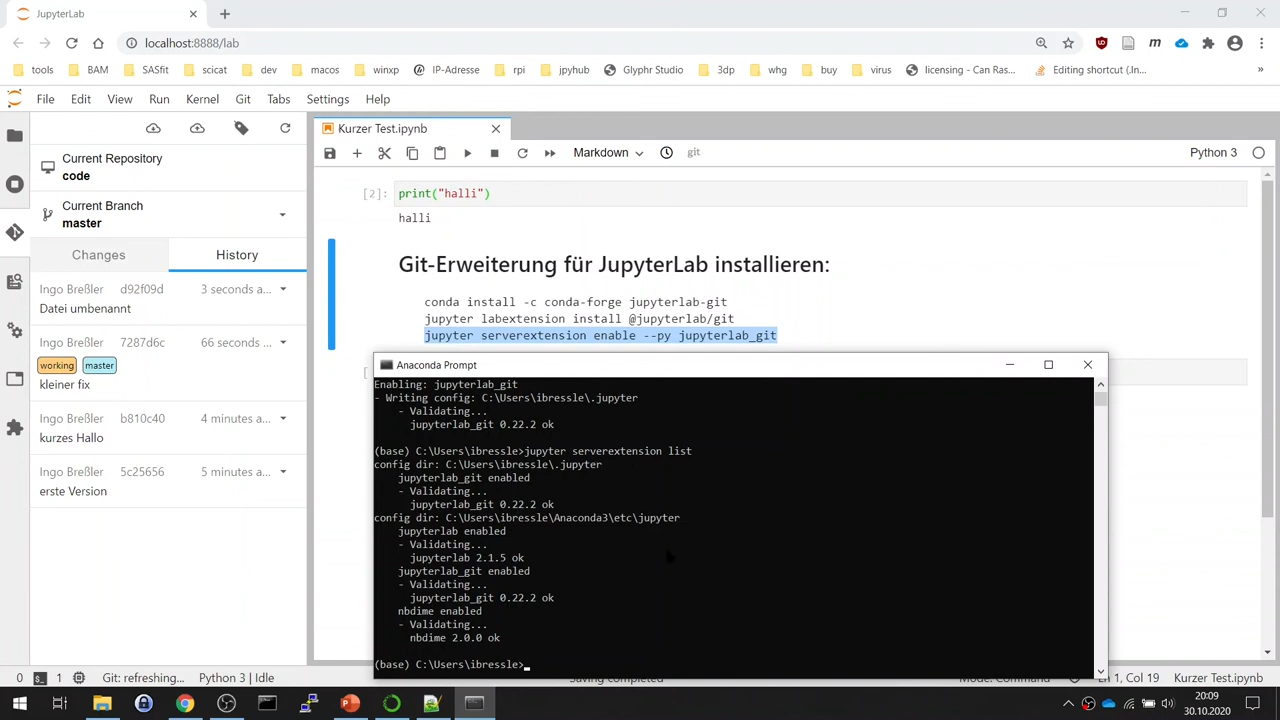 JupyterLab
localhost:8888/lab
tools
BAM
SASfit
scicat
dev
macos
winxp
IP-Adresse
rpi
jpyhub
Glyphr Studio
3dp
whg
buy
virus
licensing - Can Ras...
Editing shortcut (.In...
»
File
Edit
View
Run
Kernel
Git
Tabs
Settings
Help
Current Repository
code
Current Branch
master
Changes
History
Ingo Breßler
d92f09d
3 seconds a...
Datei umbenannt
Ingo Breßler
7287d6c
66 seconds ...
working
master
kleiner fix
Ingo Breßler
b810c40
4 minutes a...
kurzes Hallo
Ingo Breßler
5c25656
5 minutes a...
erste Version
Kurzer Test.ipynb
Markdown
git
Python 3
[2]:
print("halli")
halli
Git-Erweiterung für JupyterLab installieren:
conda install -c conda-forge jupyterlab-git
jupyter labextension install @jupyterlab/git
jupyter serverextension enable --py jupyterlab_git
Anaconda Prompt
Enabling: jupyterlab_git
- Writing config: C:\Users\ibressle\.jupyter
- Validating...
jupyterlab_git 0.22.2 ok
(base) C:\Users\ibressle>jupyter serverextension list
config dir: C:\Users\ibressle\.jupyter
jupyterlab_git enabled
- Validating...
jupyterlab_git 0.22.2 ok
config dir: C:\Users\ibressle\Anaconda3\etc\jupyter
jupyterlab enabled
- Validating...
jupyterlab 2.1.5 ok
jupyterlab_git enabled
- Validating...
jupyterlab_git 0.22.2 ok
nbdime enabled
- Validating...
nbdime 2.0.0 ok
(base) C:\Users\ibressle>
0
1
Git: refreshing...
Python 3 | Idle
Saving completed
Mode: Command
Ln 1, Col 19
Kurzer Test.ipynb
20:09
30.10.2020